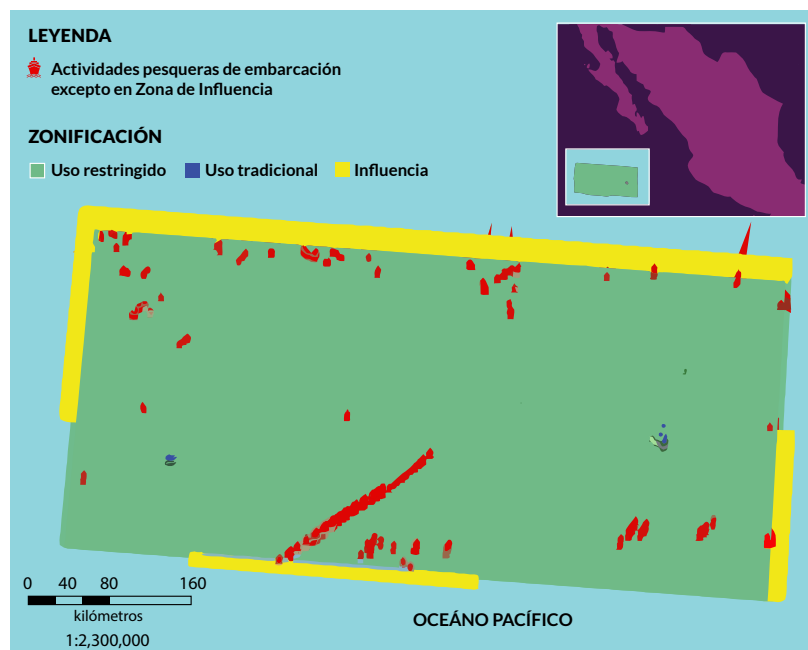 LEYENDA
Actividades pesqueras de embarcación
excepto en Zona de Influencia
ZONIFICACIÓN
Uso restringido Uso tradicional Influencia
0 40 80 160
kilómetros
1:2,300,000
OCEÁNO PACÍFICO